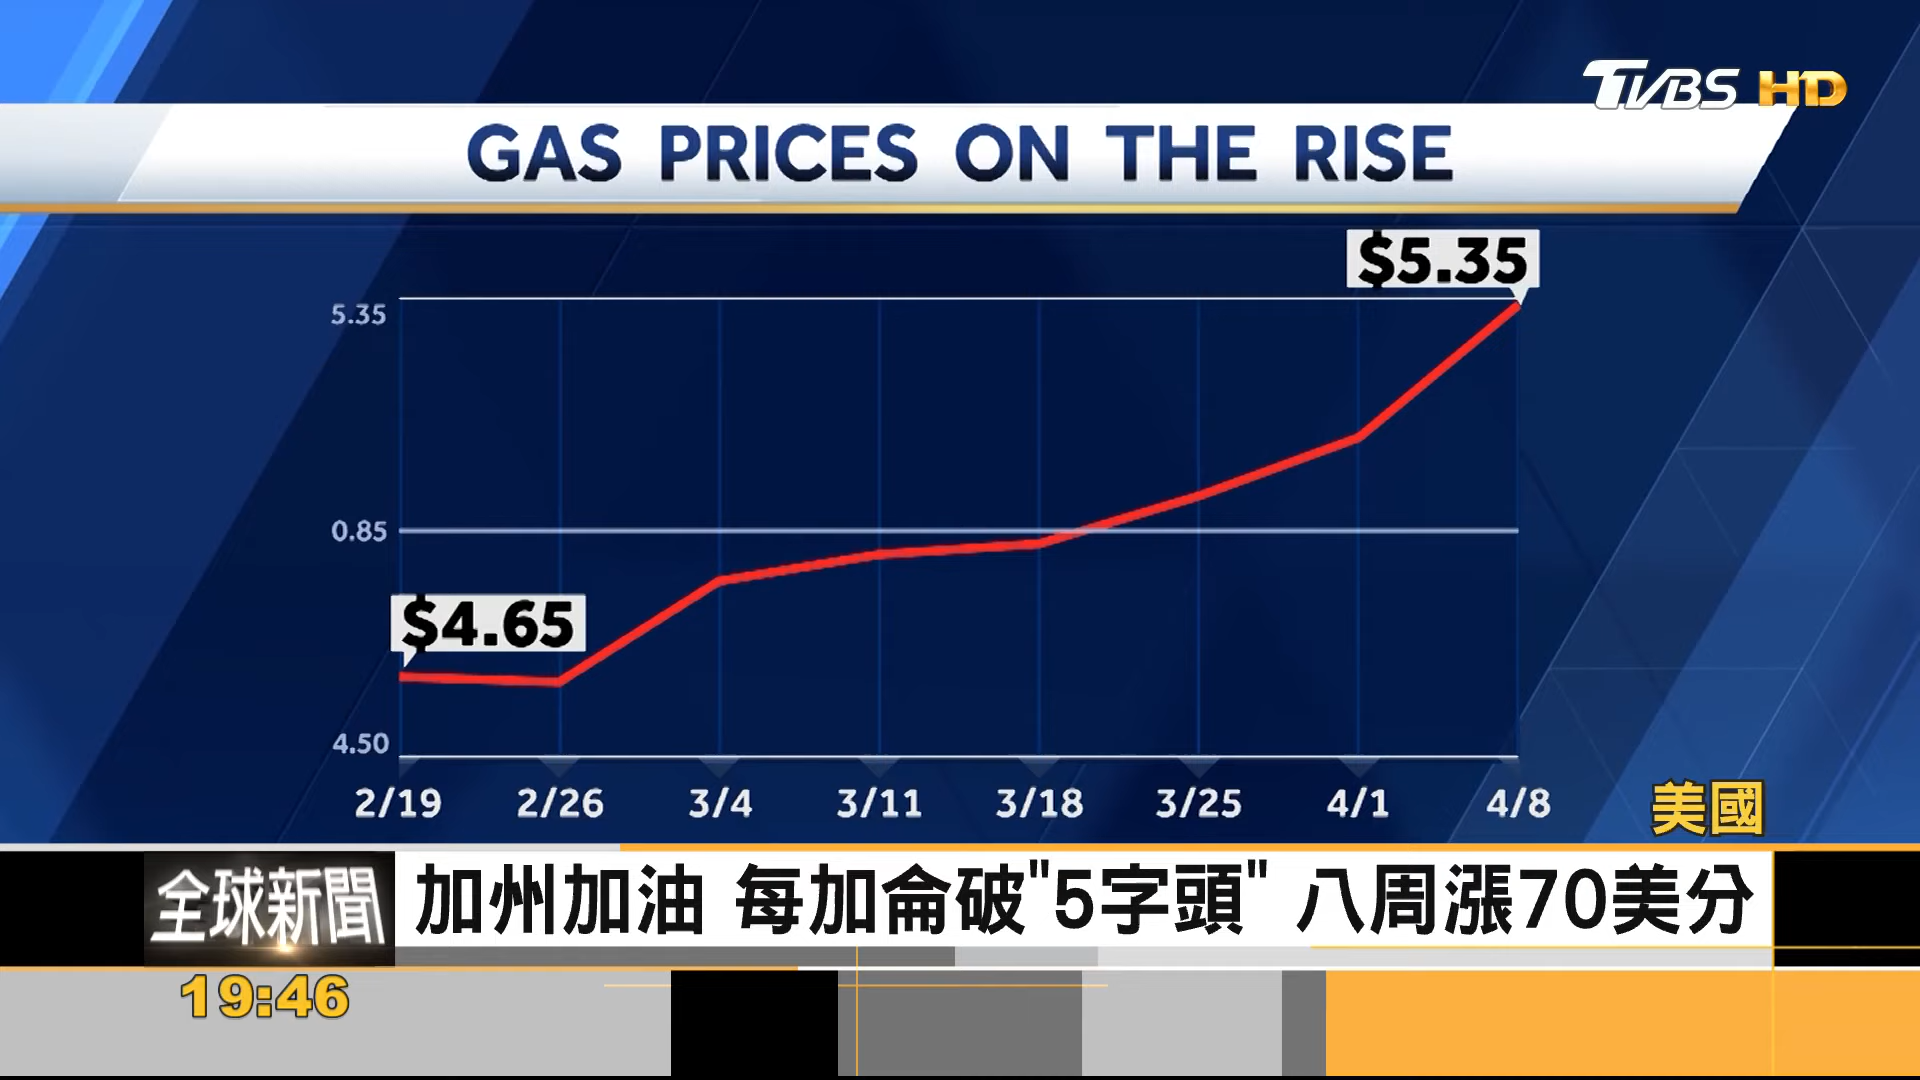 TVBS HD
GAS PRICES ON THE RISE
$5.35
5.35
0.85
$4.65
4.50
2/19 2/26 3/4 3/11 3/18 3/25 4/1 4/8
美國
全球新聞
加州加油 每加侖破"5字頭" 八周漲70美分
19:46